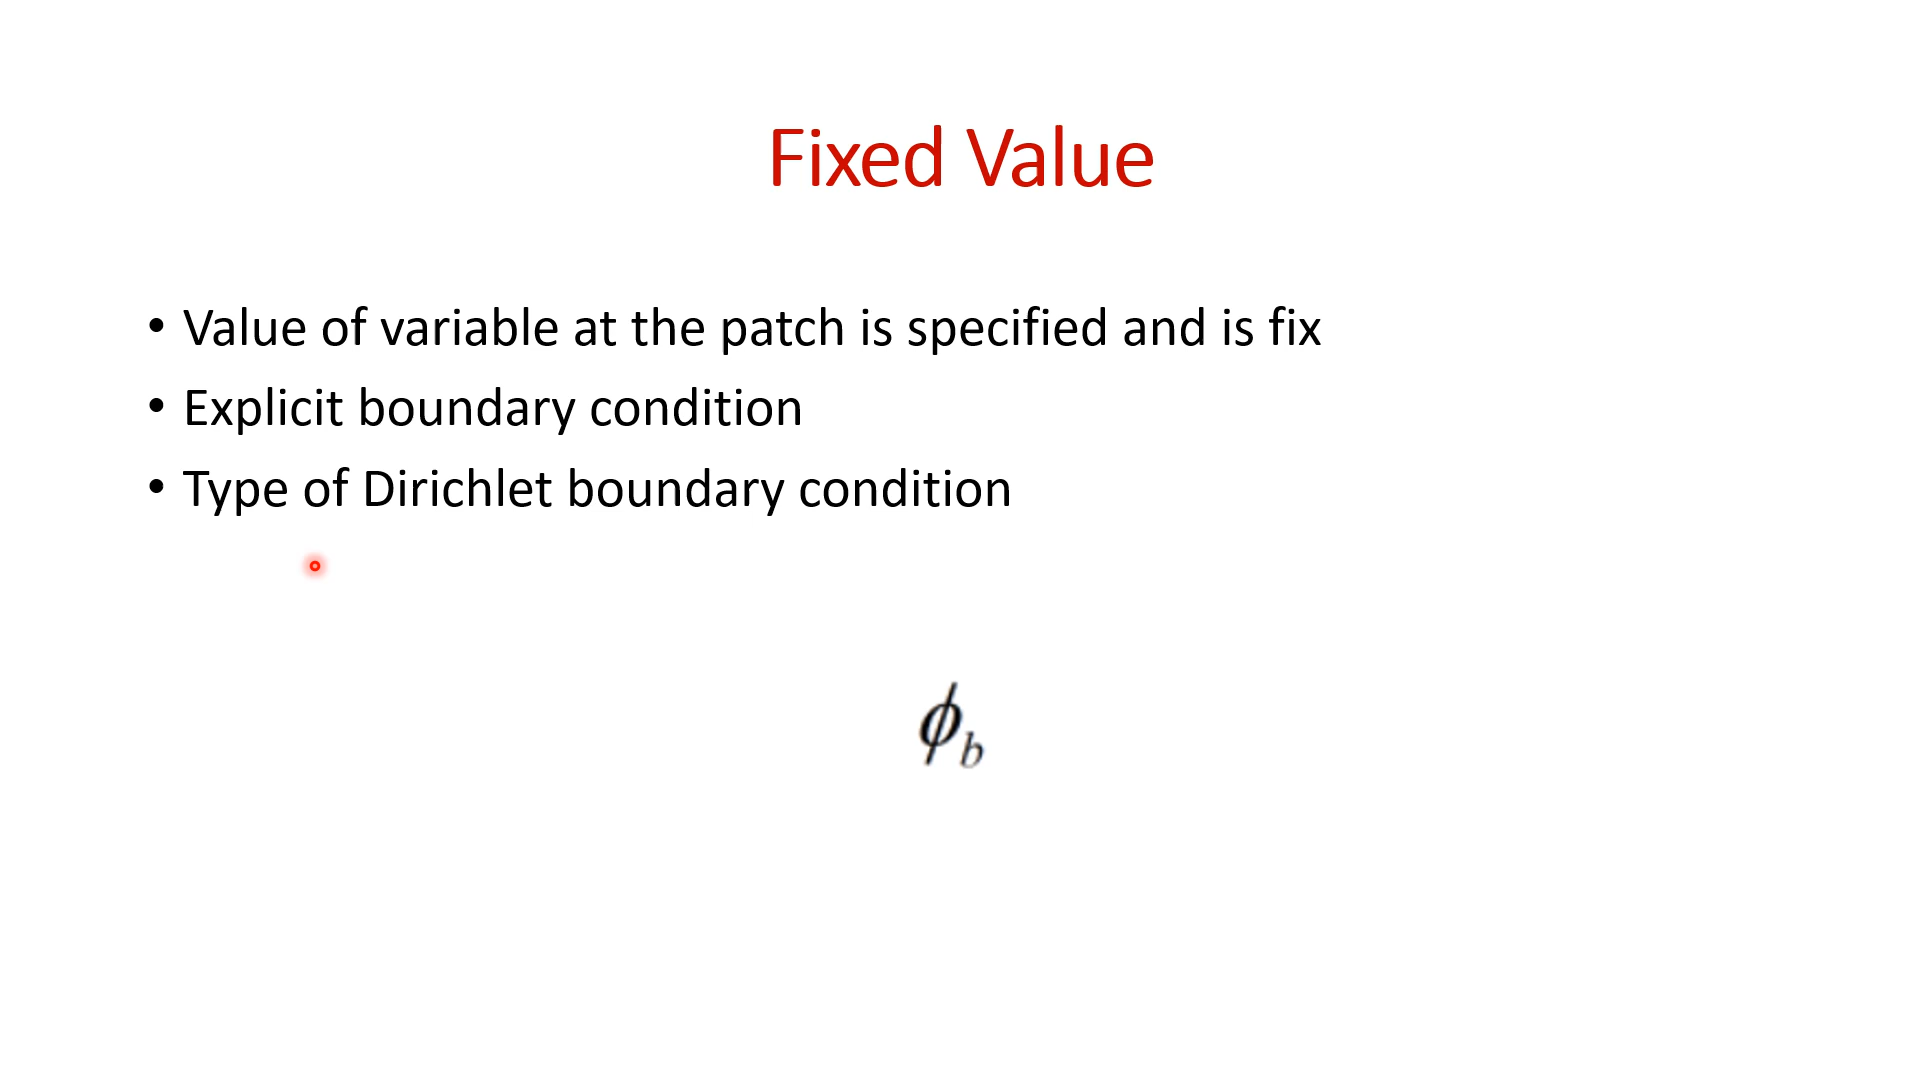 Fixed Value
• Value of variable at the patch is specified and is fix
• Explicit boundary condition
• Type of Dirichlet boundary condition
ϕ_b